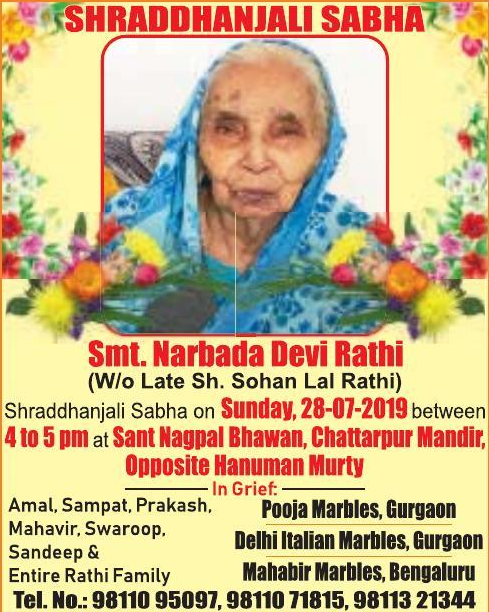 SHRADDHANJALI SABHA
Smt. Narbada Devi Rathi
(W/o Late Sh. Sohan Lal Rathi)
Shraddhanjali Sabha on Sunday, 28-07-2019 between
4 to 5 pm at Sant Nagpal Bhawan, Chattarpur Mandir,
Opposite Hanuman Murty
In Grief:
Amal, Sampat, Prakash,
Mahavir, Swaroop,
Sandeep &
Entire Rathi Family
Pooja Marbles, Gurgaon
Delhi Italian Marbles, Gurgaon
Mahabir Marbles, Bengaluru
Tel. No.: 98110 95097, 98110 71815, 98113 21344